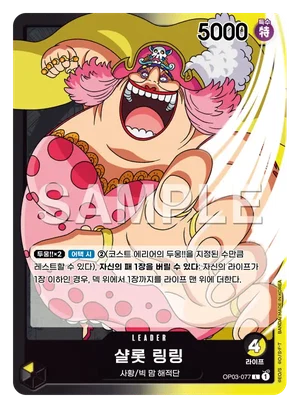 5000
특수
特
SAMPLE
두웅!!×2 어택 시 ②(코스트 에리어의 두웅!!을 지정된 수만큼
레스트할 수 있다), 자신의 패 1장을 버릴 수 있다: 자신의 라이프가
1장 이하인 경우, 덱 위에서 1장까지를 라이프 맨 위에 더한다.
LEADER
샬롯 링링
사황/빅 맘 해적단
4
라이프
OP03-077 L
1